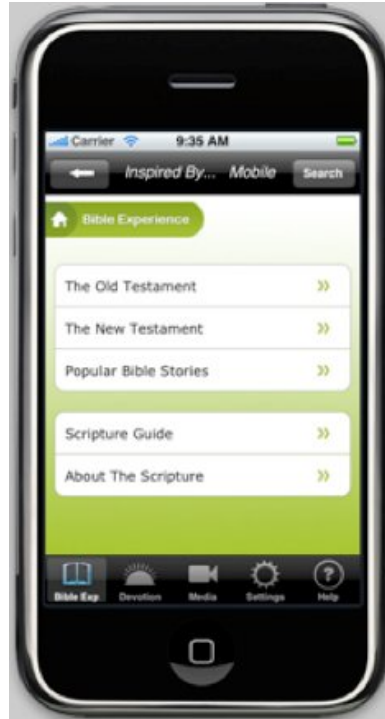 Carrier 9:35 AM
Inspired By... Mobile Search
Bible Experience
The Old Testament
The New Testament
Popular Bible Stories
Scripture Guide
About The Scripture
Bible Exp Devotion Media Settings Help